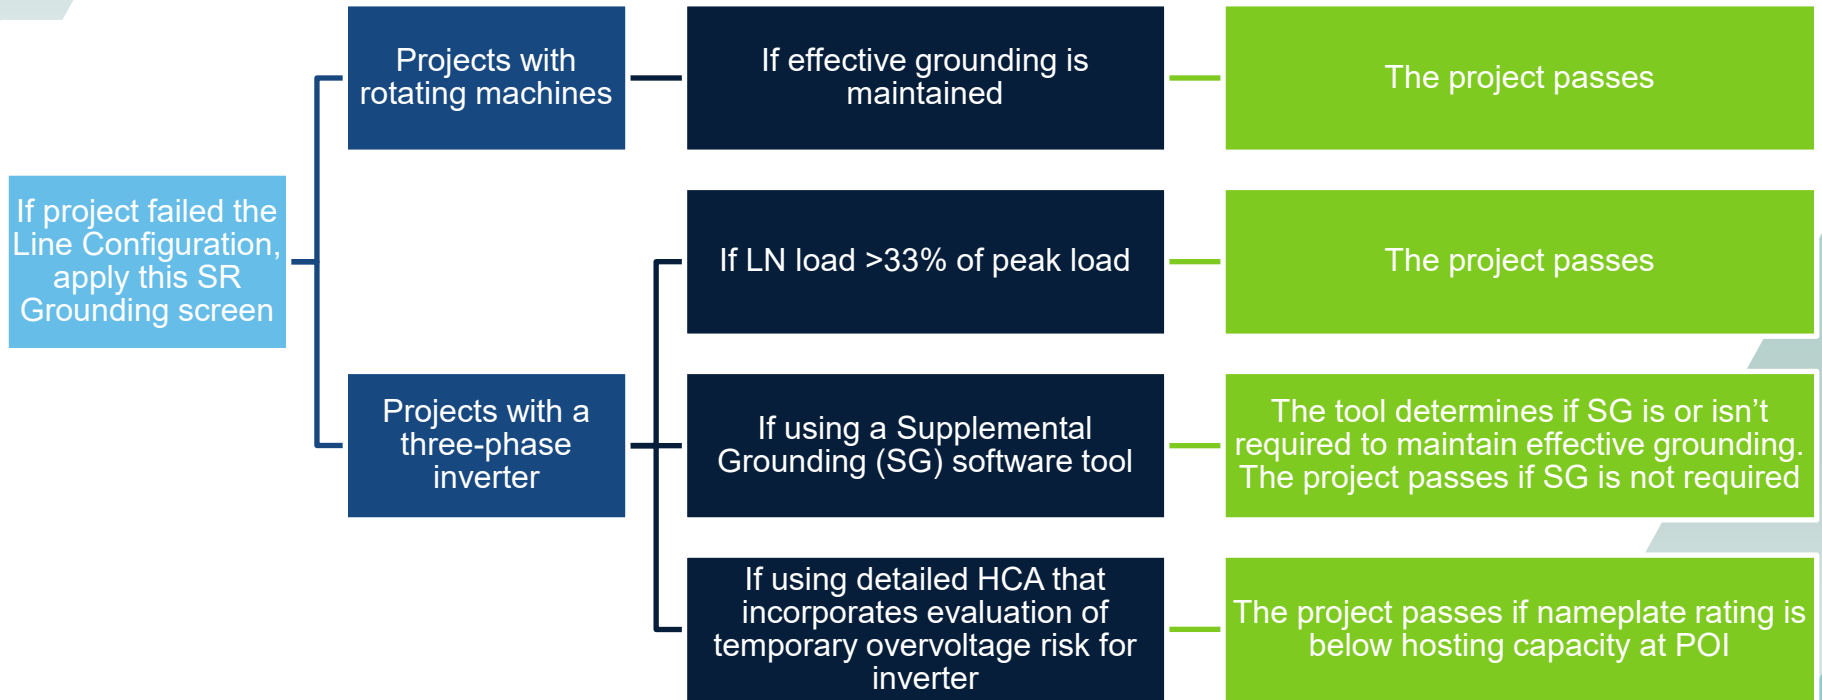 Projects with
rotating machines
If effective grounding is
maintained
The project passes
If project failed the
Line Configuration,
apply this SR
Grounding screen
If LN load >33% of peak load
The project passes
Projects with a
three-phase
inverter
If using a Supplemental
Grounding (SG) software tool
The tool determines if SG is or isn’t
required to maintain effective grounding.
The project passes if SG is not required
If using detailed HCA that
incorporates evaluation of
temporary overvoltage risk for
inverter
The project passes if nameplate rating is
below hosting capacity at POI